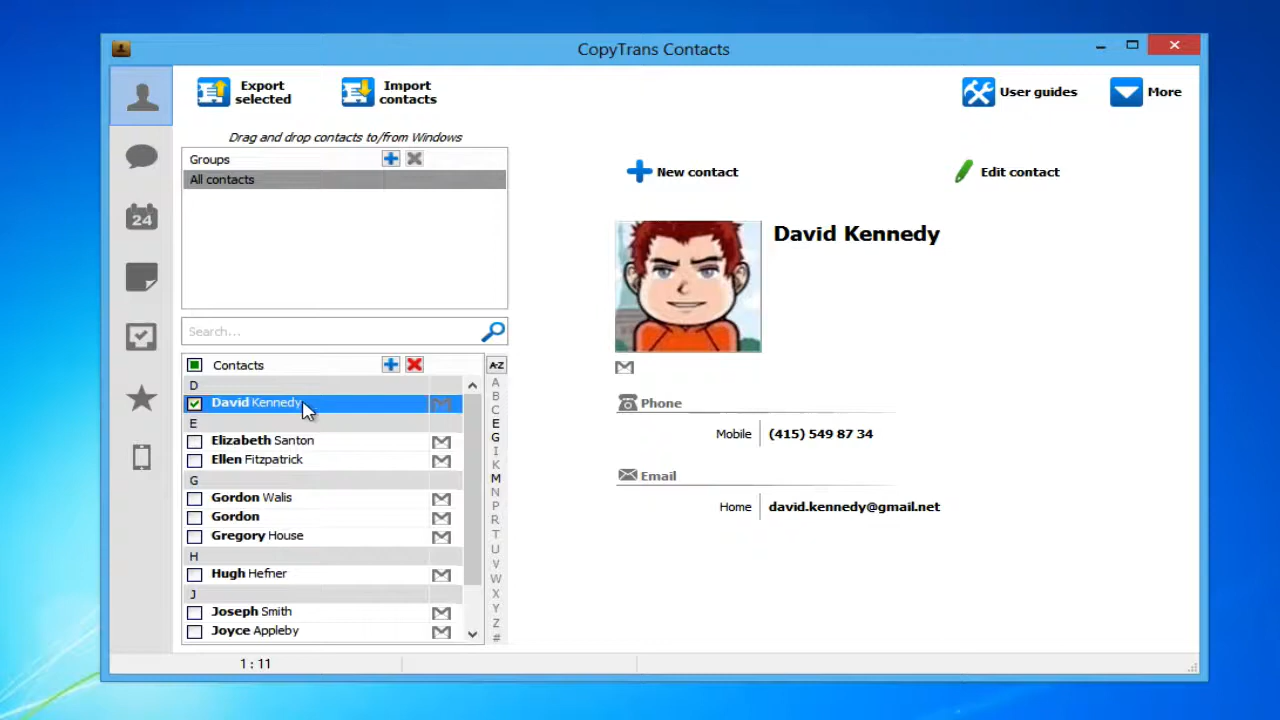 CopyTrans Contacts
Export selected
Import contacts
User guides
More
Drag and drop contacts to/from Windows
Groups
All contacts
24
New contact
Edit contact
David Kennedy
Search...
Contacts
A-Z
D
David Kennedy
E
Elizabeth Santon
Ellen Fitzpatrick
G
Gordon Walis
Gordon
Gregory House
H
Hugh Hefner
J
Joseph Smith
Joyce Appleby
A
B
C
E
G
I
K
M
N
P
R
T
U
V
W
X
Y
Z
#
Phone
Mobile (415) 549 87 34
Email
Home david.kennedy@gmail.net
1 : 11